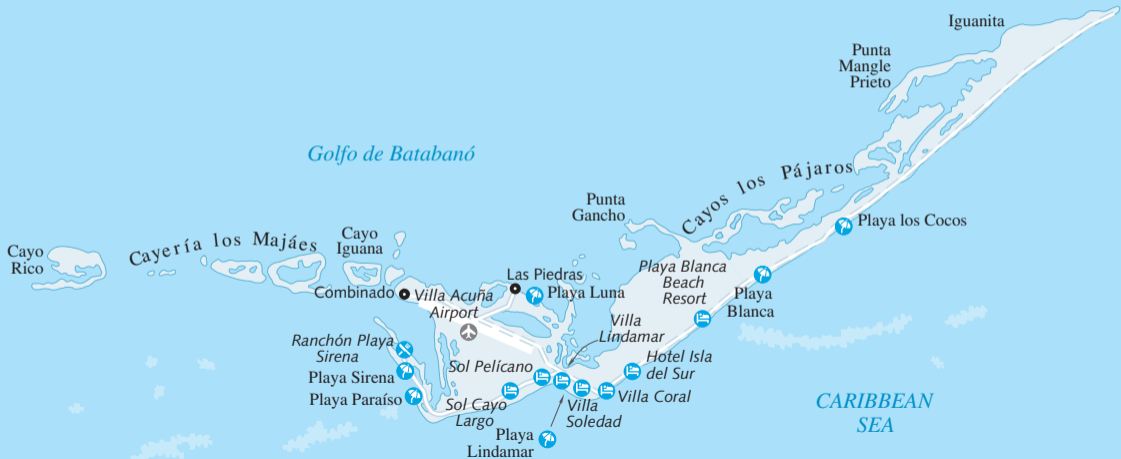 Iguanita
Punta
Mangle
Prieto
Golfo de Batabanó
Cayos los Pájaros
Punta
Gancho
Playa los Cocos
Cayo
Rico
Cayería los Majáes
Cayo
Iguana
Combinado
Villa Acuña
Airport
Las Piedras
Playa Luna
Playa Blanca
Beach
Resort
Playa
Blanca
Villa
Lindamar
Ranchón Playa
Sirena
Playa Sirena
Playa Paraíso
Sol Pelícano
Hotel Isla
del Sur
Sol Cayo
Largo
Villa
Soledad
Villa Coral
Playa
Lindamar
CARIBBEAN
SEA